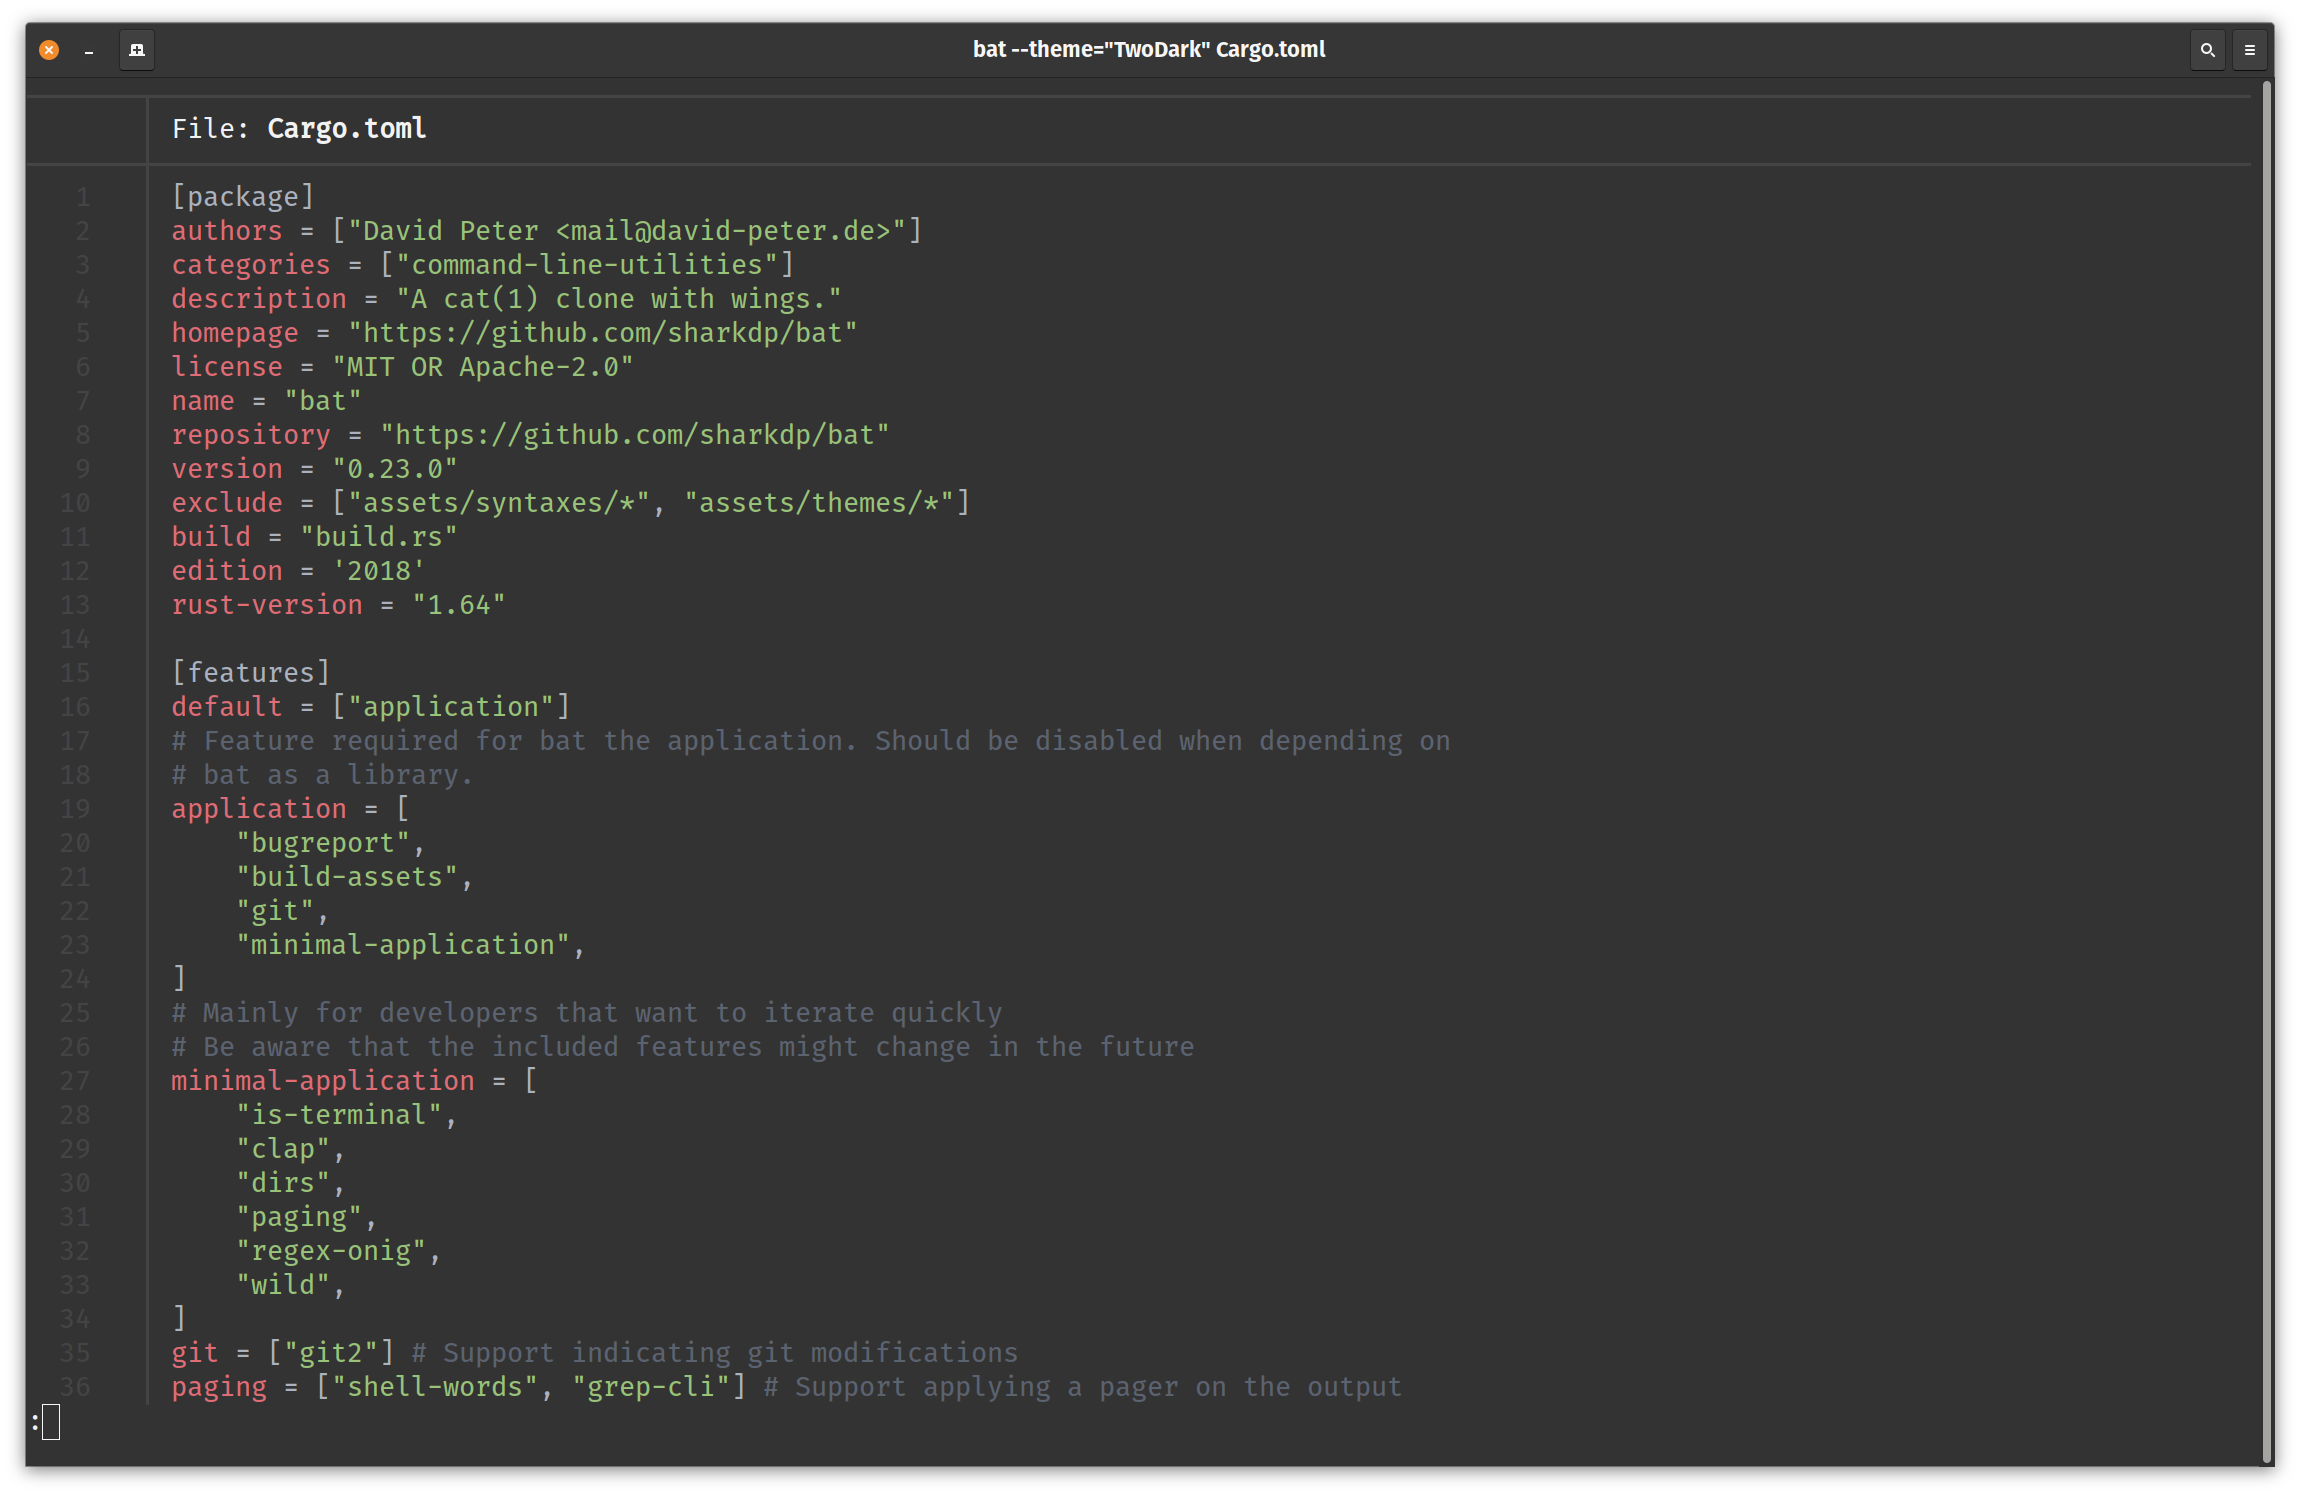 bat --theme="TwoDark" Cargo.toml
File: Cargo.toml
1 [package]
2 authors = ["David Peter <mail@david-peter.de>"]
3 categories = ["command-line-utilities"]
4 description = "A cat(1) clone with wings."
5 homepage = "https://github.com/sharkdp/bat"
6 license = "MIT OR Apache-2.0"
7 name = "bat"
8 repository = "https://github.com/sharkdp/bat"
9 version = "0.23.0"
10 exclude = ["assets/syntaxes/*", "assets/themes/*"]
11 build = "build.rs"
12 edition = '2018'
13 rust-version = "1.64"
14
15 [features]
16 default = ["application"]
17 # Feature required for bat the application. Should be disabled when depending on
18 # bat as a library.
19 application = [
20     "bugreport",
21     "build-assets",
22     "git",
23     "minimal-application",
24 ]
25 # Mainly for developers that want to iterate quickly
26 # Be aware that the included features might change in the future
27 minimal-application = [
28     "is-terminal",
29     "clap",
30     "dirs",
31     "paging",
32     "regex-onig",
33     "wild",
34 ]
35 git = ["git2"] # Support indicating git modifications
36 paging = ["shell-words", "grep-cli"] # Support applying a pager on the output
: